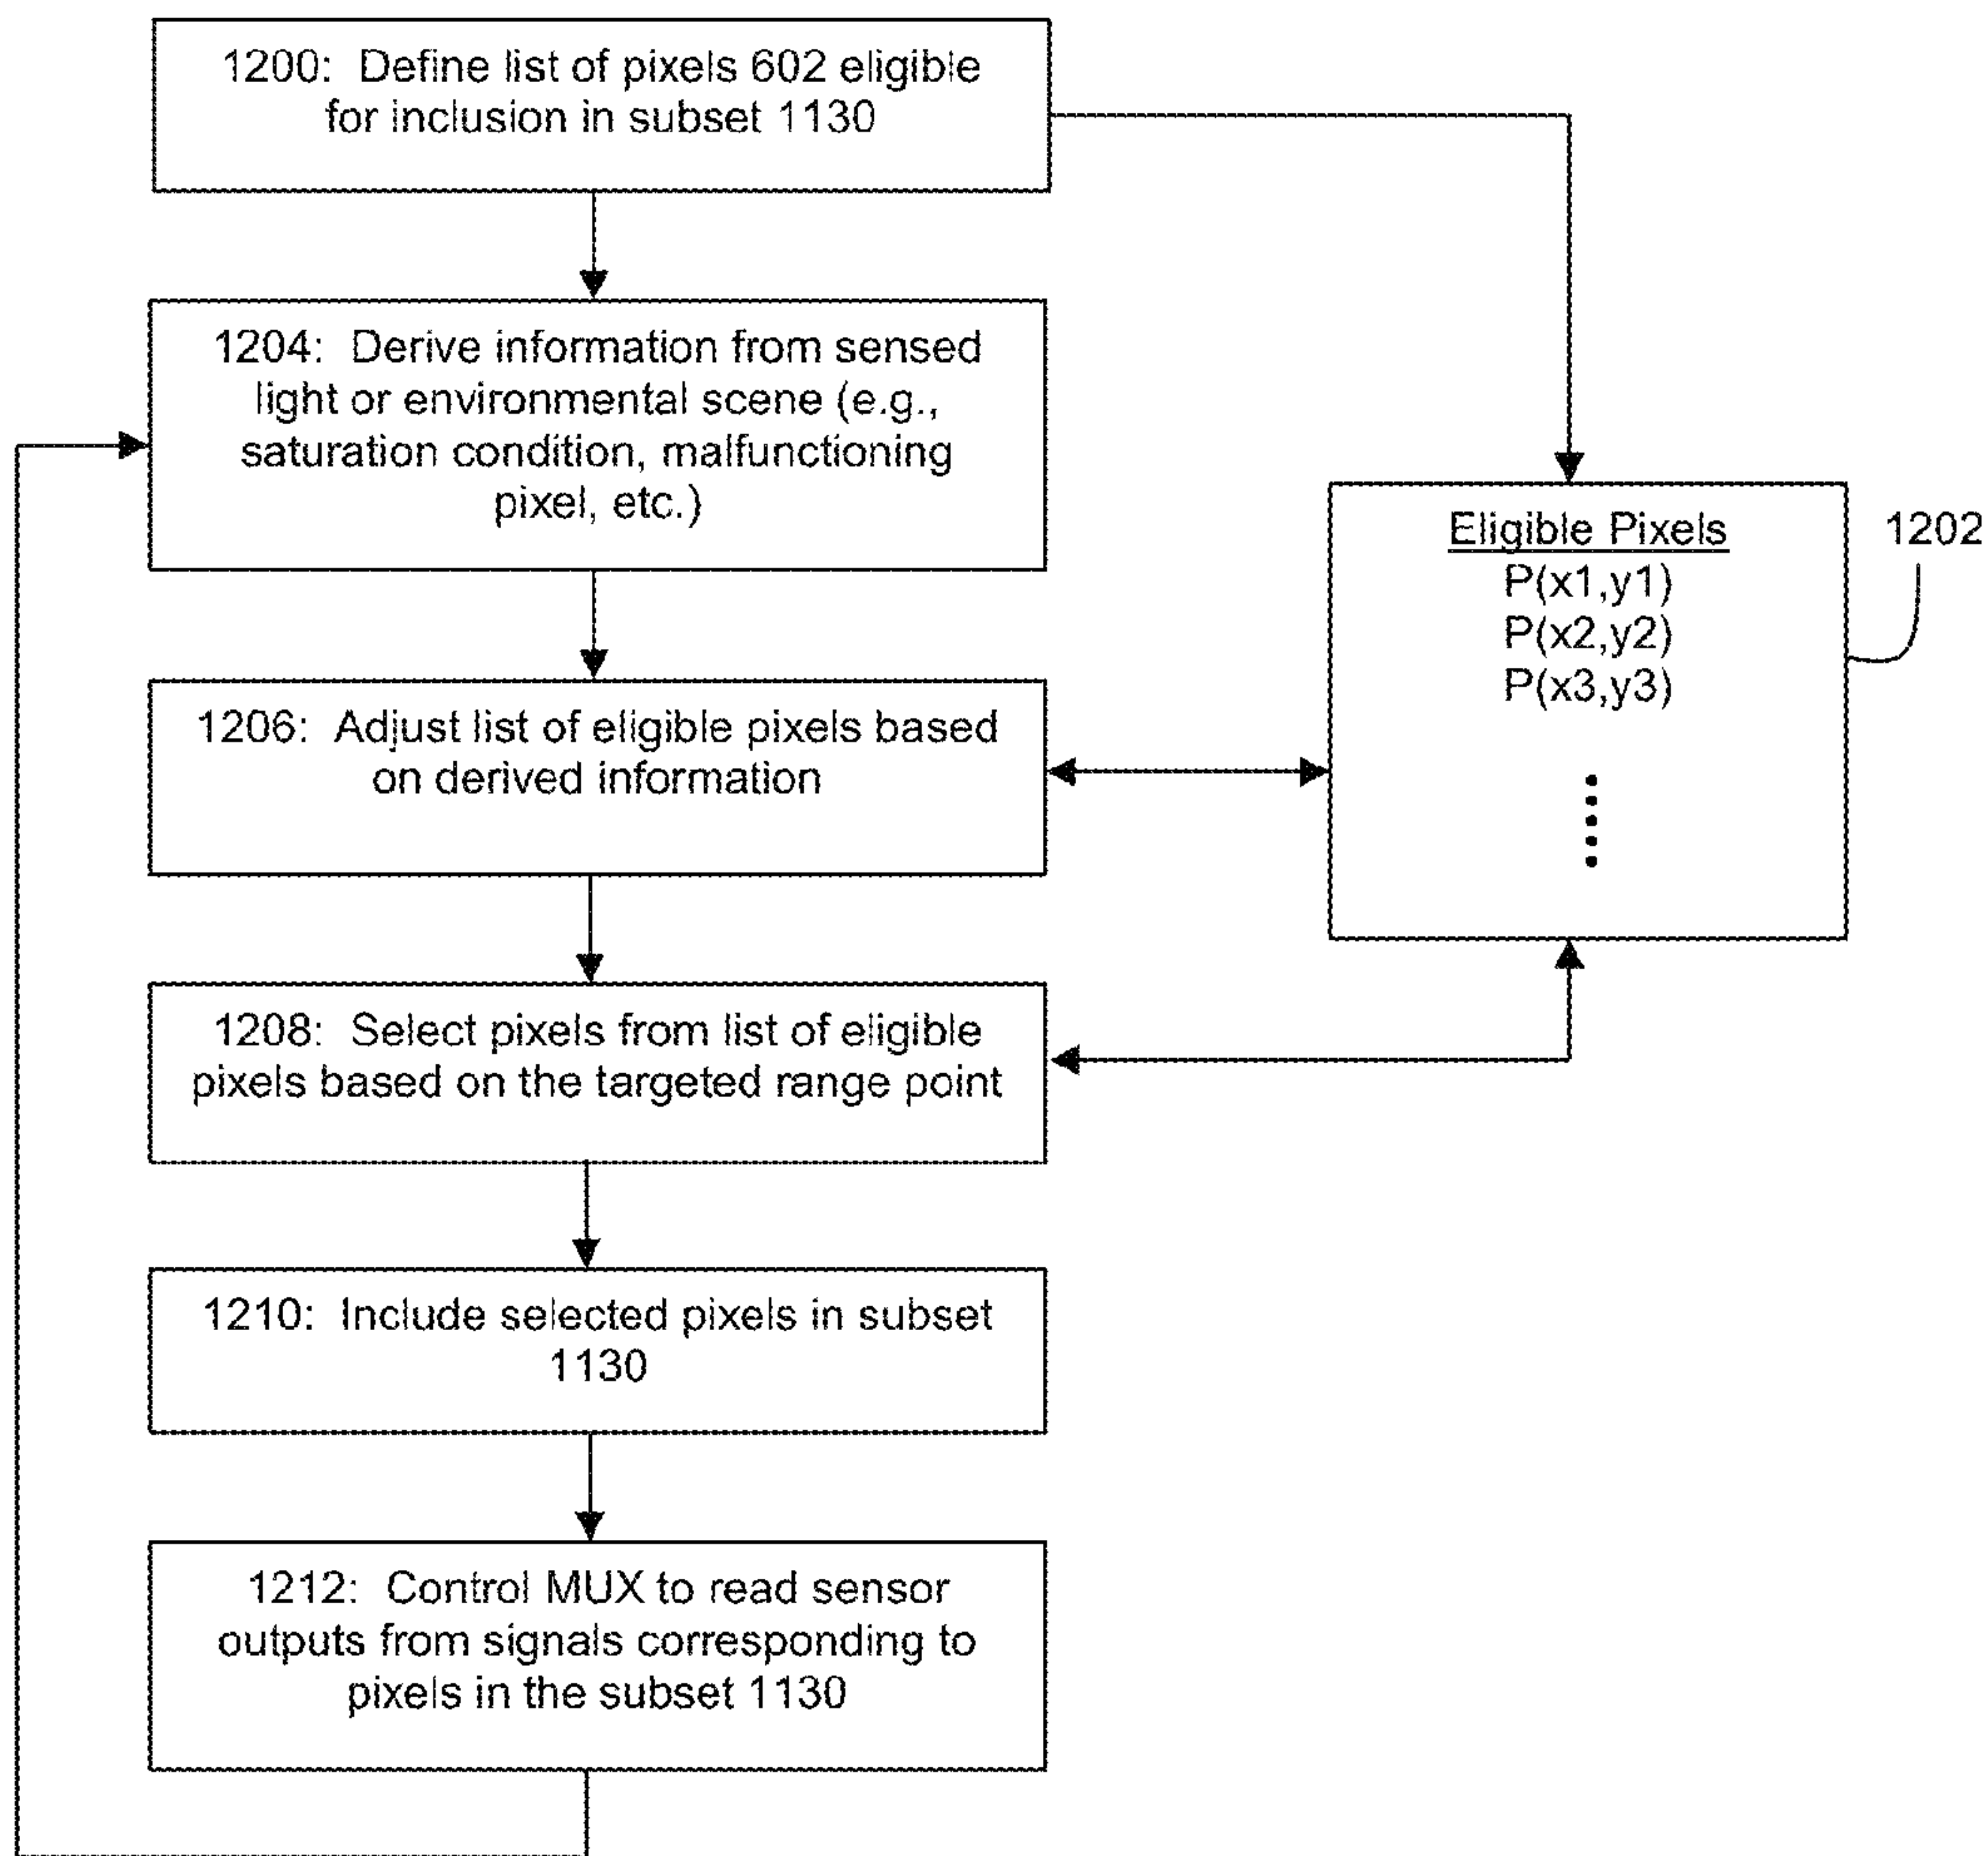 1200: Define list of pixels 602 eligible
for inclusion in subset 1130
1204: Derive information from sensed
light or environmental scene (e.g.,
saturation condition, malfunctioning
pixel, etc.)
Eligible Pixels
P(x1,y1)
P(x2,y2)
P(x3,y3)
1202
1206: Adjust list of eligible pixels based
on derived information
1208: Select pixels from list of eligible
pixels based on the targeted range point
1210: Include selected pixels in subset
1130
1212: Control MUX to read sensor
outputs from signals corresponding to
pixels in the subset 1130